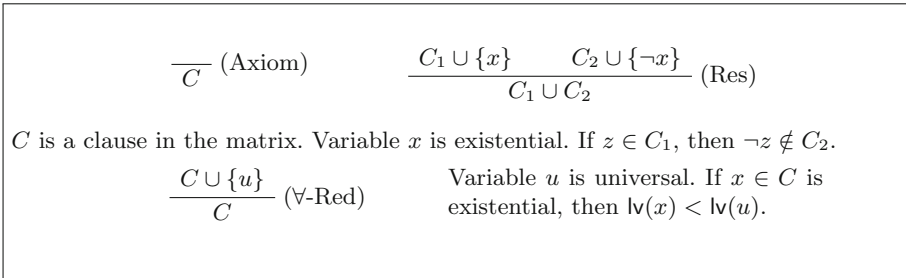 C (Axiom)
C₁ ∪ {x} C₂ ∪ {¬x}
C₁ ∪ C₂ (Res)
C is a clause in the matrix. Variable x is existential. If z ∈ C₁, then ¬z ∉ C₂.
C ∪ {u}
C (∀-Red)
Variable u is universal. If x ∈ C is
existential, then lv(x) < lv(u).